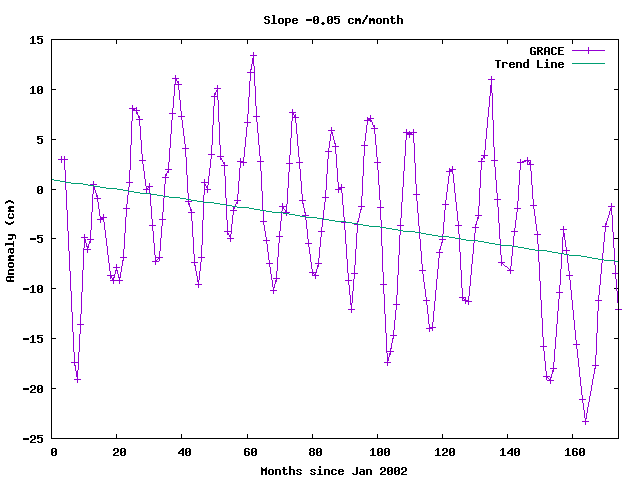 Slope -0.05 cm/month
GRACE
Trend Line
15
10
5
0
-5
-10
-15
-20
-25
Anomaly (cm)
0 20 40 60 80 100 120 140 160
Months since Jan 2002